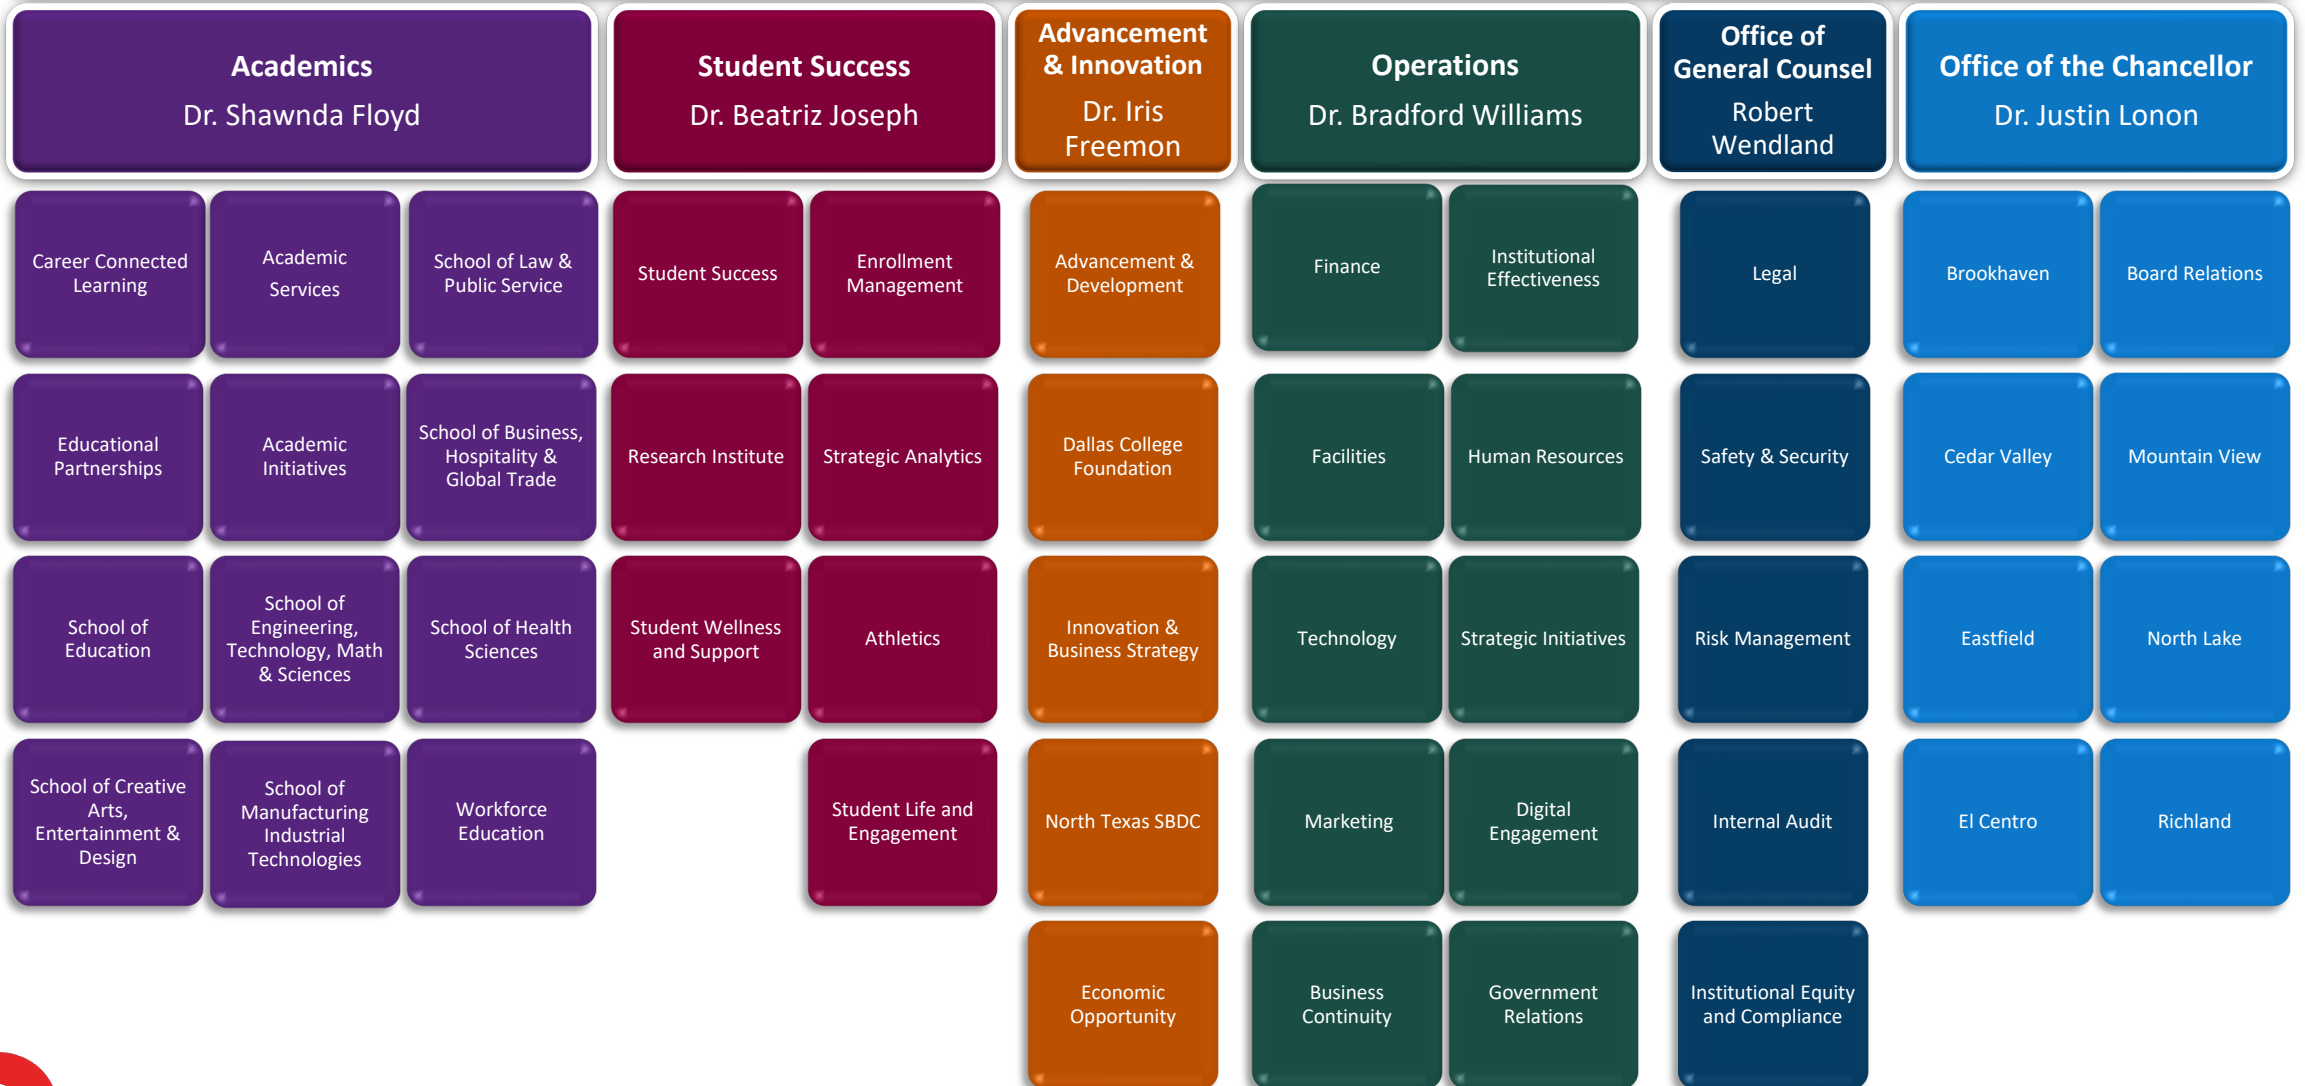 Academics
Dr. Shawnda Floyd
Student Success
Dr. Beatriz Joseph
Advancement
& Innovation
Dr. Iris
Freemon
Operations
Dr. Bradford Williams
Office of
General Counsel
Robert
Wendland
Office of the Chancellor
Dr. Justin Lonon
Career Connected
Learning
Academic
Services
School of Law &
Public Service
Student Success
Enrollment
Management
Advancement &
Development
Finance
Institutional
Effectiveness
Legal
Brookhaven
Board Relations
Educational
Partnerships
Academic
Initiatives
School of Business,
Hospitality &
Global Trade
Research Institute
Strategic Analytics
Dallas College
Foundation
Facilities
Human Resources
Safety & Security
Cedar Valley
Mountain View
School of
Education
School of
Engineering,
Technology, Math
& Sciences
School of Health
Sciences
Student Wellness
and Support
Athletics
Innovation &
Business Strategy
Technology
Strategic Initiatives
Risk Management
Eastfield
North Lake
School of Creative
Arts,
Entertainment &
Design
School of
Manufacturing
Industrial
Technologies
Workforce
Education
Student Life and
Engagement
North Texas SBDC
Marketing
Digital
Engagement
Internal Audit
El Centro
Richland
Economic
Opportunity
Business
Continuity
Government
Relations
Institutional Equity
and Compliance